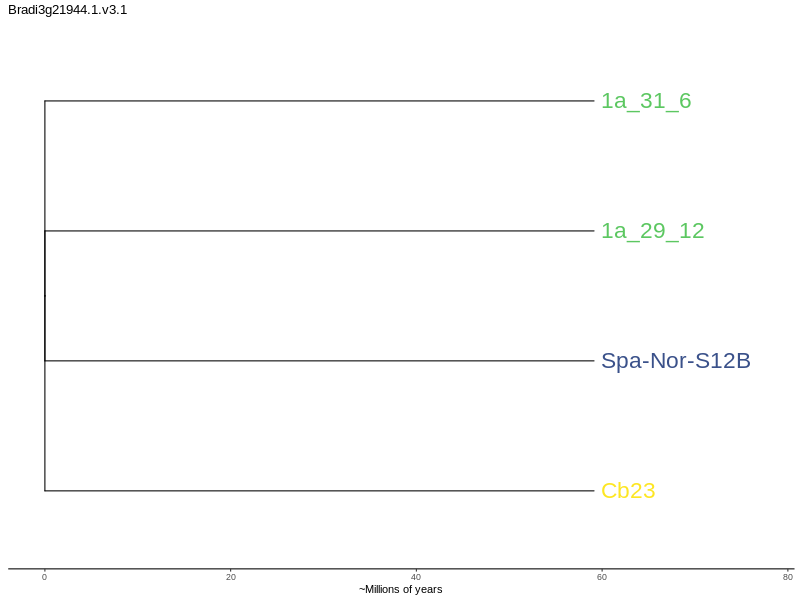 Bradi3g21944.1.v3.1
1a_31_6
1a_29_12
Spa-Nor-S12B
Cb23
0 20 40 60 80
~Millions of years